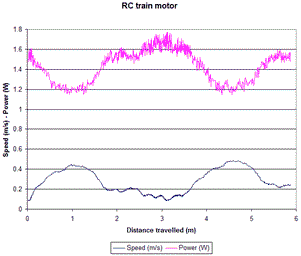 RC train motor
Speed (m/s) - Power (W)
1.8
1.6
1.4
1.2
1
0.8
0.6
0.4
0.2
0
0 1 2 3 4 5 6
Distance travelled (m)
Speed (m/s) Power (W)